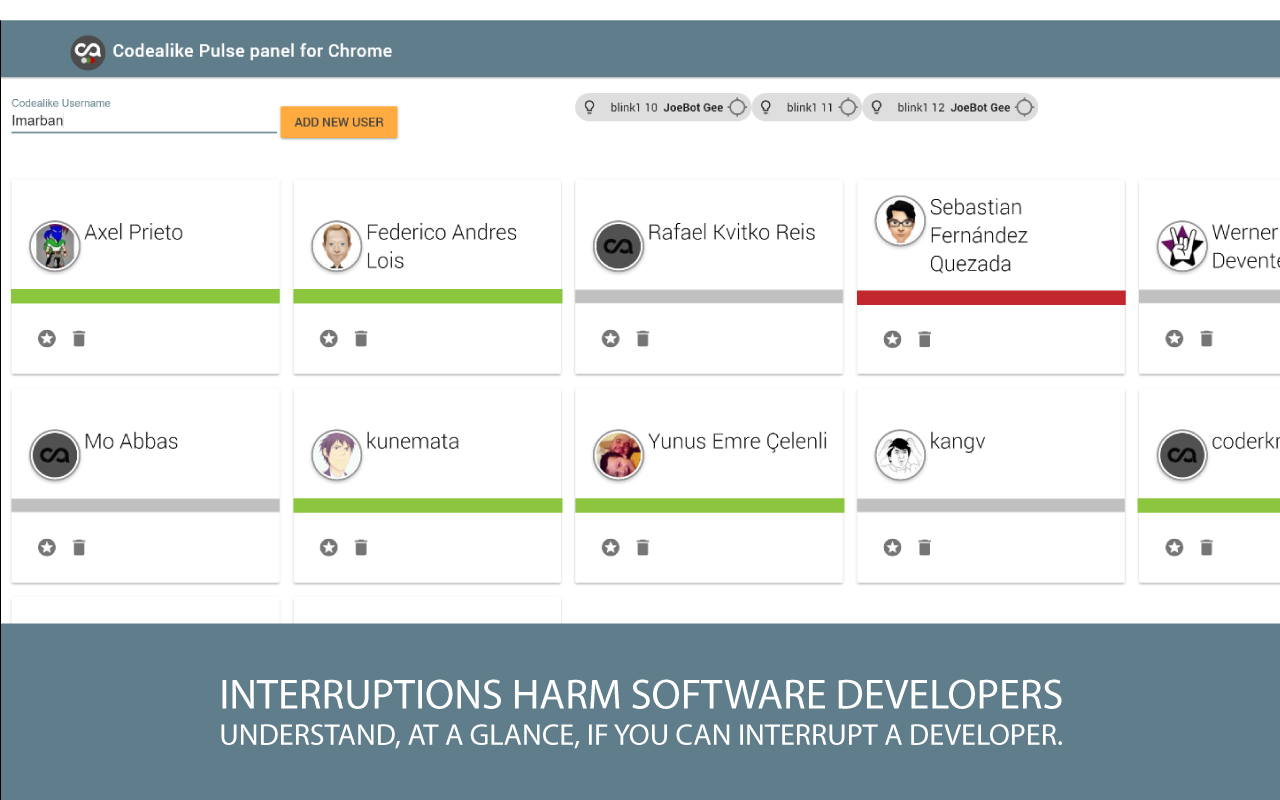 Codealike Pulse panel for Chrome
Codealike Username
Imarban
ADD NEW USER
blink1 10 JoeBot Gee
blink1 11
blink1 12 JoeBot Gee
Axel Prieto
Federico Andres
Lois
Rafael Kvitko Reis
Sebastian
Fernández
Quezada
Werner
Devente
Mo Abbas
kunemata
Yunus Emre Çelenli
kangv
coderkr
INTERRUPTIONS HARM SOFTWARE DEVELOPERS
UNDERSTAND, AT A GLANCE, IF YOU CAN INTERRUPT A DEVELOPER.